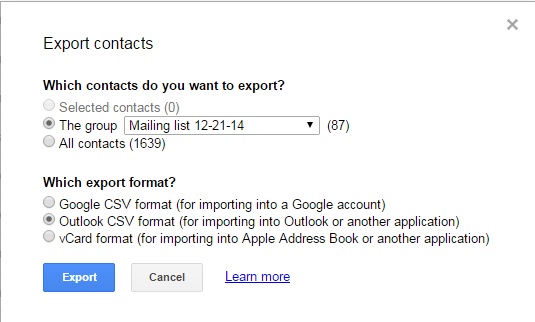 Export contacts
Which contacts do you want to export?
Selected contacts (0)
The group Mailing list 12-21-14 (87)
All contacts (1639)
Which export format?
Google CSV format (for importing into a Google account)
Outlook CSV format (for importing into Outlook or another application)
vCard format (for importing into Apple Address Book or another application)
Export Cancel Learn more